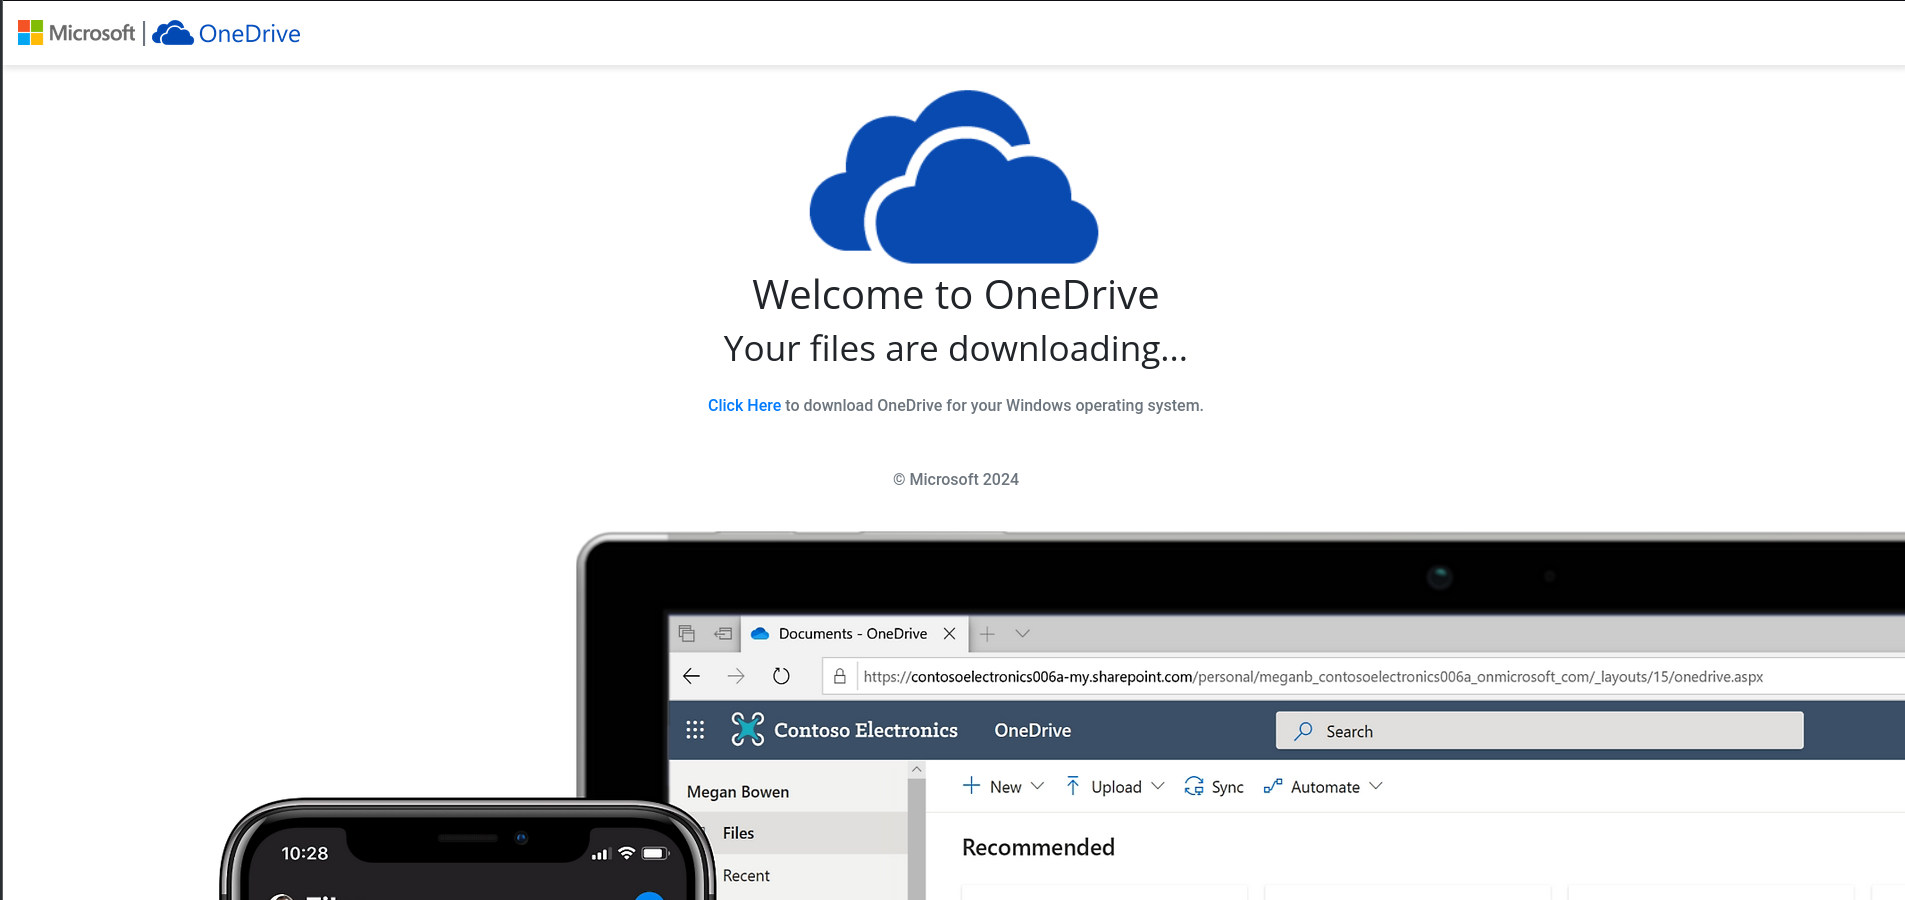 Microsoft | OneDrive
Welcome to OneDrive
Your files are downloading...
Click Here to download OneDrive for your Windows operating system.
© Microsoft 2024
Documents - OneDrive
https://contosoelectronics006a-my.sharepoint.com/personal/meganb_contosoelectronics006a_onmicrosoft_com/_layouts/15/onedrive.aspx
Contoso Electronics OneDrive Search
Megan Bowen
New Upload Sync Automate
Files
Recommended
Recent
10:28